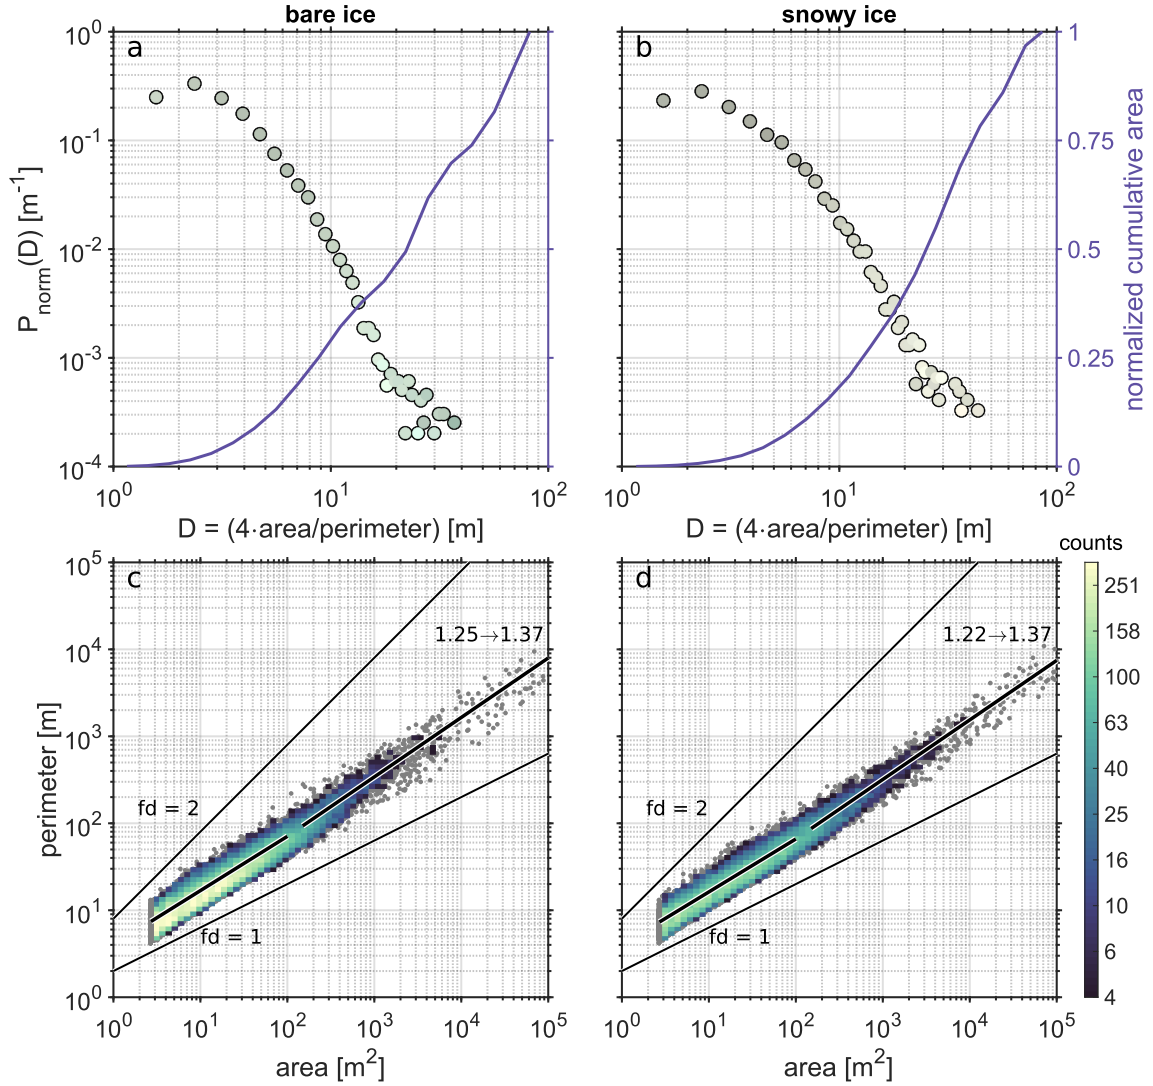 bare ice
snowy ice
a
b
10^0
10^-1
10^-2
10^-3
10^-4
P_norm(D) [m^-1]
1
0.75
0.5
0.25
0
normalized cumulative area
10^0 10^1 10^2
10^0 10^1 10^2
D = (4·area/perimeter) [m]
D = (4·area/perimeter) [m]
c
d
10^5
10^4
10^3
10^2
10^1
10^0
perimeter [m]
1.25→1.37
1.22→1.37
fd = 2
fd = 2
fd = 1
fd = 1
counts
251
158
100
63
40
25
16
10
6
4
10^0 10^1 10^2 10^3 10^4 10^5
10^0 10^1 10^2 10^3 10^4 10^5
area [m^2]
area [m^2]